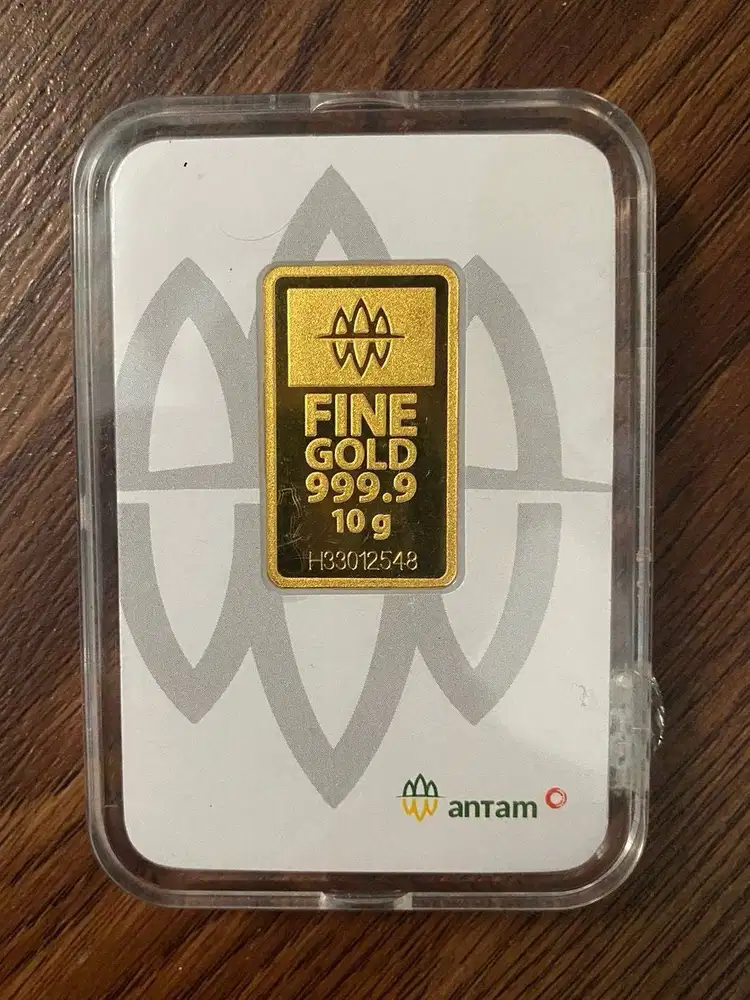 FINE
GOLD
999.9
10 g
H33012548
antam